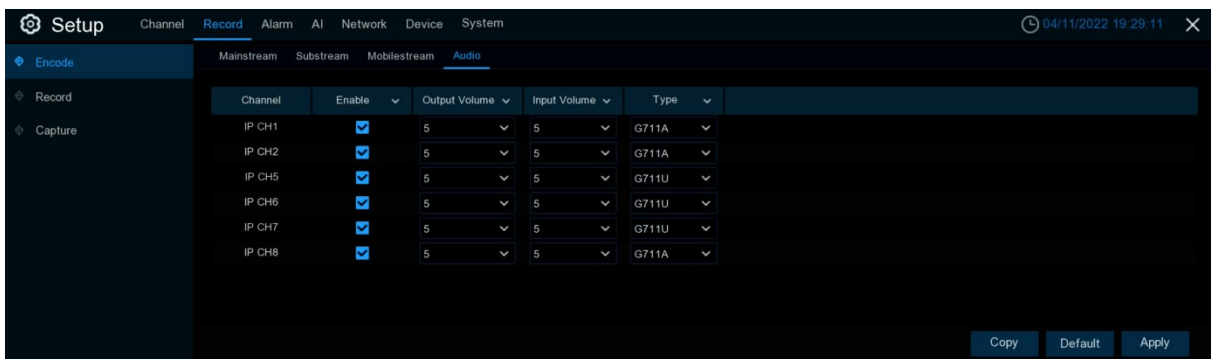 Setup Channel Record Alarm AI Network Device System 04/11/2022 19:29:11
Encode Mainstream Substream Mobilestream Audio
Record Channel Enable Output Volume Input Volume Type
IP CH1 5 5 G711A
Capture IP CH2 5 5 G711A
IP CH5 5 5 G711U
IP CH6 5 5 G711U
IP CH7 5 5 G711U
IP CH8 5 5 G711A
Copy Default Apply